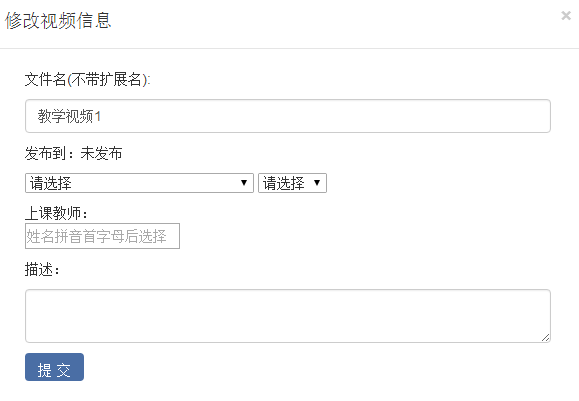 修改视频信息 ×
文件名(不带扩展名):
教学视频1
发布到：未发布
请选择 请选择
上课教师：
姓名拼音首字母后选择
描述：
提 交